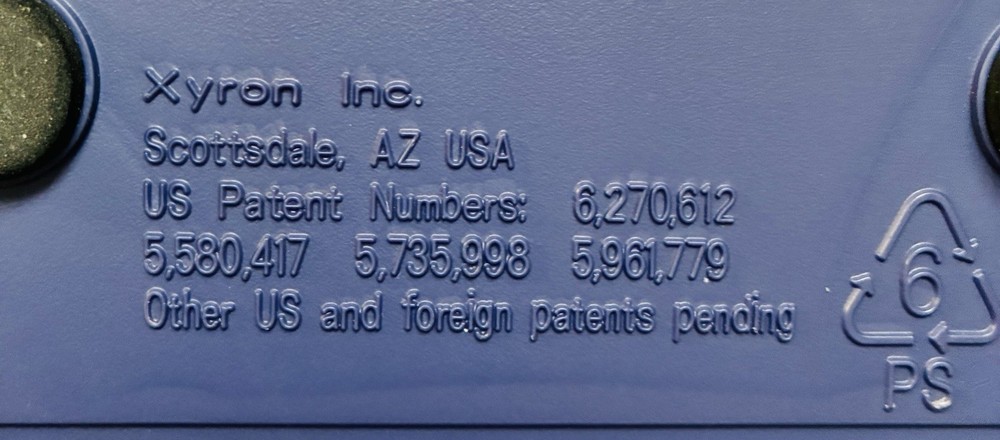 Xyron Inc.
Scottsdale, AZ USA
US Patent Numbers: 6,270,612
5,580,417 5,735,998 5,961,779
Other US and foreign patents pending
6
PS